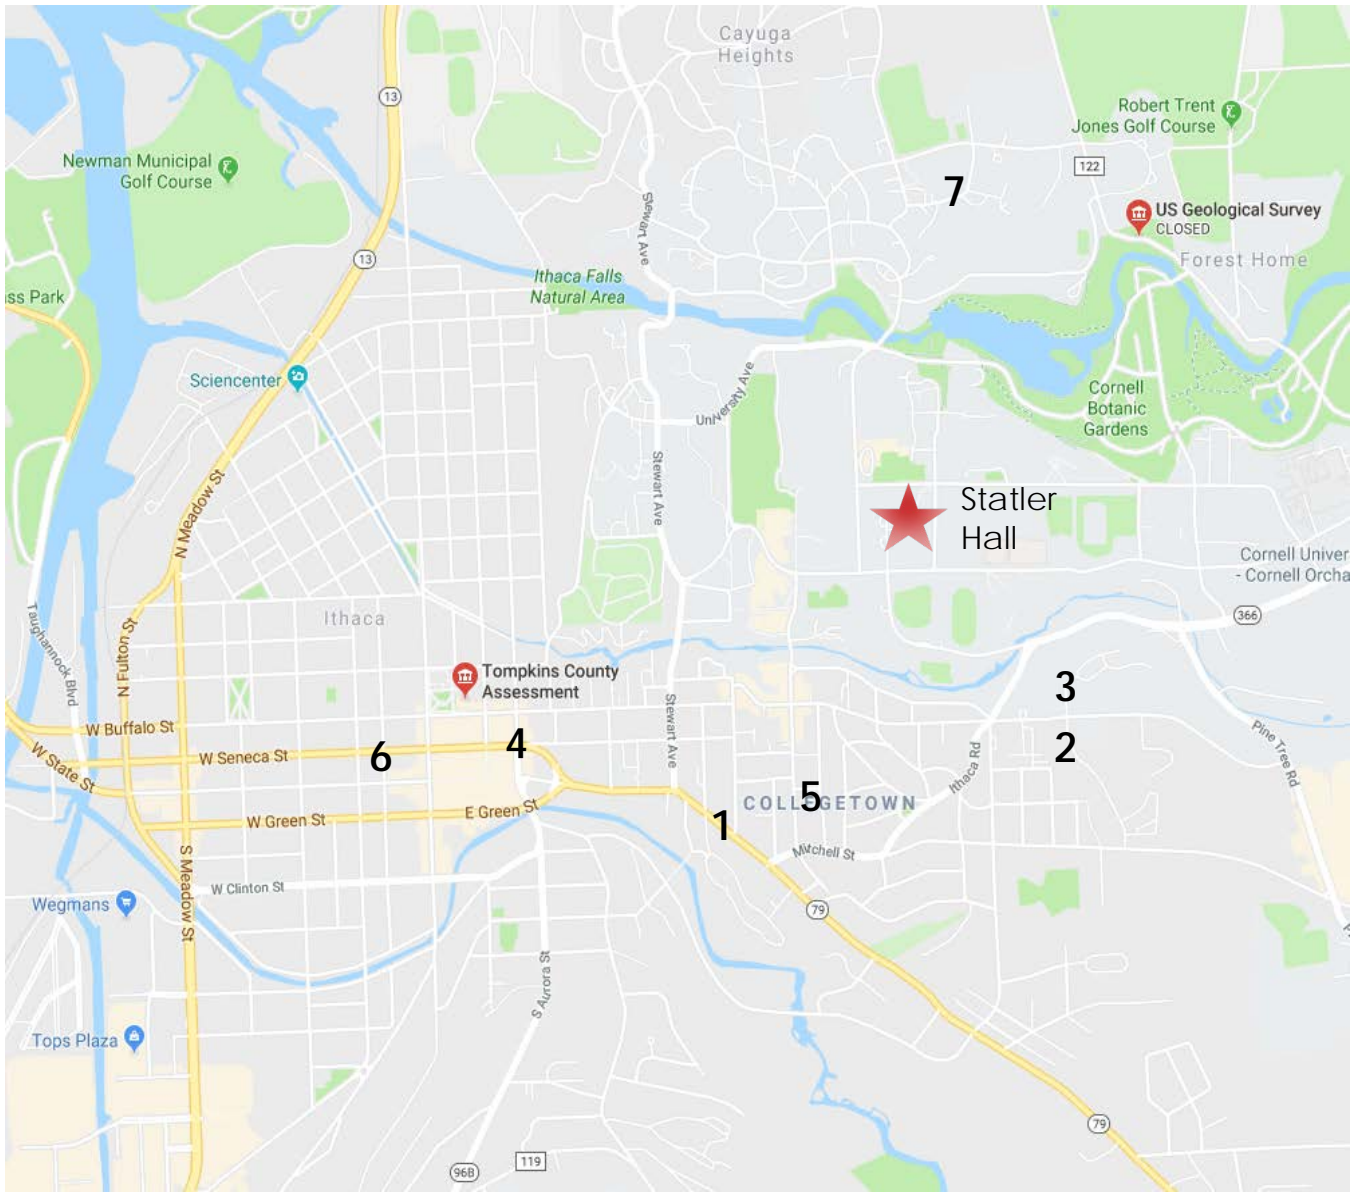 Cayuga
Heights
13
Robert Trent
Jones Golf Course
Newman Municipal
Golf Course
122
7
US Geological Survey
CLOSED
Stewart Ave
13
Forest Home
Ithaca Falls
Natural Area
ss Park
Sciencenter
University Ave
Cornell
Botanic
Gardens
Stewart Ave
N Meadow St
Statler
Hall
Cornell Univer
- Cornell Orcha
Taughannock Blvd
Ithaca
366
N Fulton St
Tompkins County
Assessment
3
Stewart Ave
W Buffalo St
W State St
W Seneca St
6
4
2
Pine Tree Rd
Ithaca Rd
5
COLLEGETOWN
W Green St
E Green St
1
Mitchell St
S Meadow St
W Clinton St
Wegmans
79
S Aurora St
Tops Plaza
79
96B
119